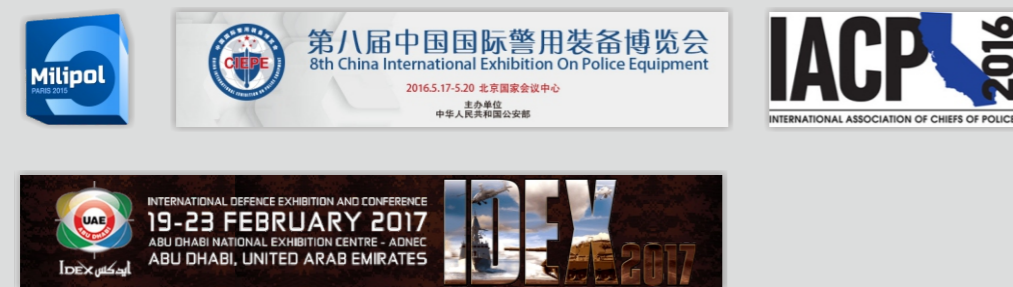 Milipol
PARIS 2015
CIEPE
第八届中国国际警用装备博览会
8th China International Exhibition On Police Equipment
2016.5.17-5.20 北京国家会议中心
主办单位
中华人民共和国公安部
IACP
2016
INTERNATIONAL ASSOCIATION OF CHIEFS OF POLICE
UAE
ABU DHABI
IDEX ايدكس
INTERNATIONAL DEFENCE EXHIBITION AND CONFERENCE
19-23 FEBRUARY 2017
ABU DHABI NATIONAL EXHIBITION CENTRE - ADNEC
ABU DHABI, UNITED ARAB EMIRATES
IDEX
2017